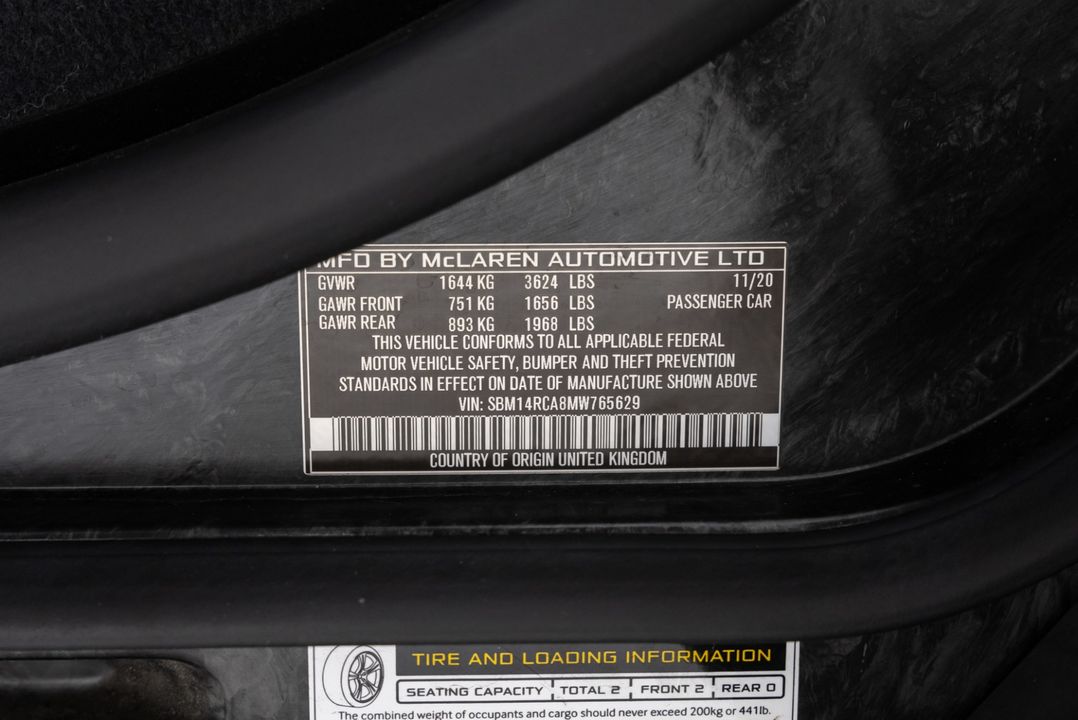 MFD BY McLAREN AUTOMOTIVE LTD
GVWR 1644 KG 3624 LBS 11/20
GAWR FRONT 751 KG 1656 LBS PASSENGER CAR
GAWR REAR 893 KG 1968 LBS
THIS VEHICLE CONFORMS TO ALL APPLICABLE FEDERAL
MOTOR VEHICLE SAFETY, BUMPER AND THEFT PREVENTION
STANDARDS IN EFFECT ON DATE OF MANUFACTURE SHOWN ABOVE
VIN: SBM14RCA8MW765629
COUNTRY OF ORIGIN UNITED KINGDOM
TIRE AND LOADING INFORMATION
SEATING CAPACITY TOTAL 2 FRONT 2 REAR 0
The combined weight of occupants and cargo should never exceed 200kg or 441lb.